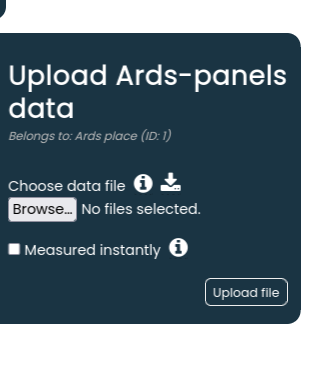 Upload Ards-panels
data
Belongs to: Ards place (ID: 1)
Choose data file
Browse... No files selected.
Measured instantly
Upload file